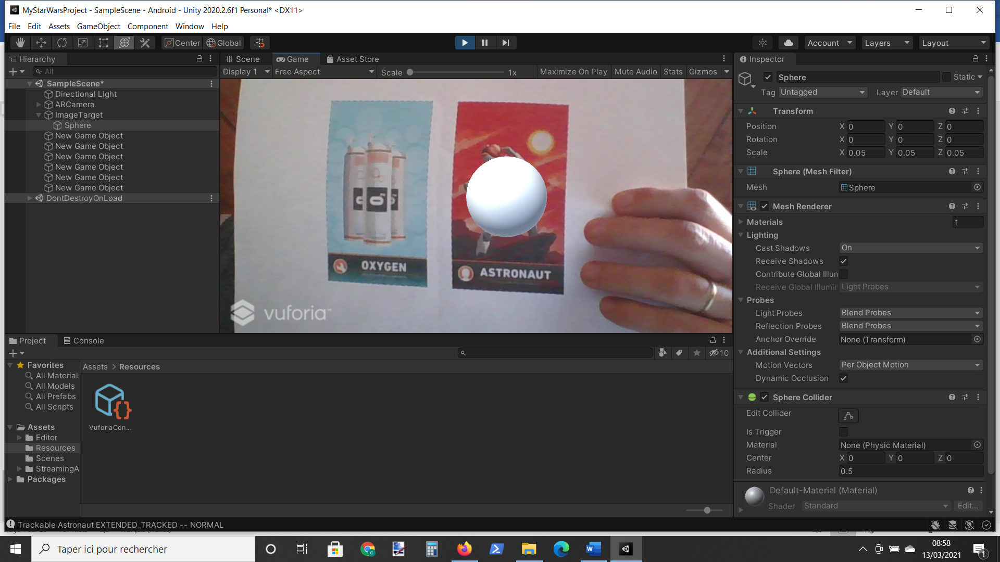 MyStarWarsProject - SampleScene - Android - Unity 2020.2.6f1 Personal* <DX11>
File Edit Assets GameObject Component Window Help
Center Global Account Layers Layout
Hierarchy
All
SampleScene*
Directional Light
ARCamera
ImageTarget
Sphere
New Game Object
New Game Object
New Game Object
New Game Object
New Game Object
New Game Object
DontDestroyOnLoad
Scene Game Asset Store
Display 1 Free Aspect Scale 1x Maximize On Play Mute Audio Stats Gizmos
OXYGEN
ASTRONAUT
vuforia™
Inspector
Sphere Static
Tag Untagged Layer Default
Transform
Position X 0 Y 0 Z 0
Rotation X 0 Y 0 Z 0
Scale X 0.05 Y 0.05 Z 0.05
Sphere (Mesh Filter)
Mesh Sphere
Mesh Renderer
Materials 1
Lighting
Cast Shadows On
Receive Shadows
Contribute Global Illun
Receive Global Illumir Light Probes
Probes
Light Probes Blend Probes
Reflection Probes Blend Probes
Anchor Override None (Transform)
Additional Settings
Motion Vectors Per Object Motion
Dynamic Occlusion
Sphere Collider
Edit Collider
Is Trigger
Material None (Physic Material)
Center X 0 Y 0 Z 0
Radius 0.5
Default-Material (Material)
Shader Standard Edit...
Project Console
10
Favorites
All Materials
All Models
All Prefabs
All Scripts
Assets
Editor
Resources
Scenes
StreamingA
Packages
Assets > Resources
VuforiaCon...
Trackable Astronaut EXTENDED_TRACKED -- NORMAL
Taper ici pour rechercher
08:58
13/03/2021
1